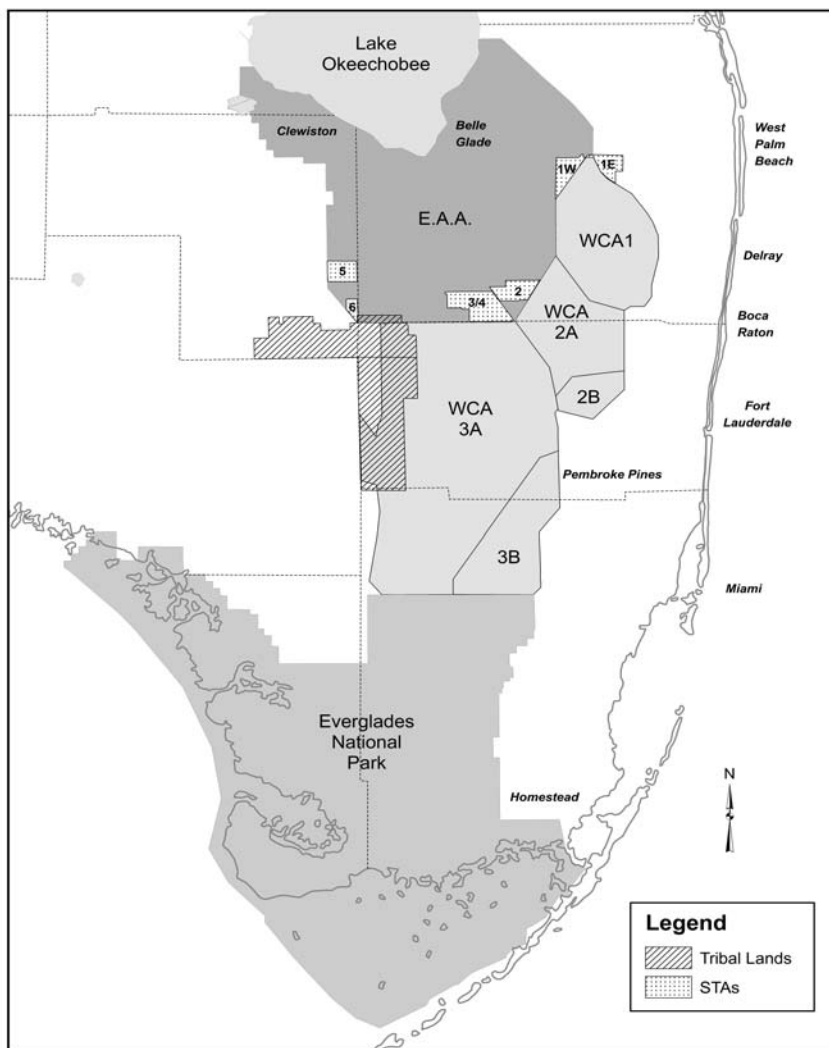 Lake
Okeechobee
Clewiston
Belle
Glade
West
Palm
Beach
1W
1E
E.A.A.
WCA1
Delray
5
2
3/4
6
WCA
2A
Boca
Raton
2B
WCA
3A
Fort
Lauderdale
Pembroke Pines
3B
Miami
Everglades
National
Park
Homestead
N
Legend
Tribal Lands
STAs